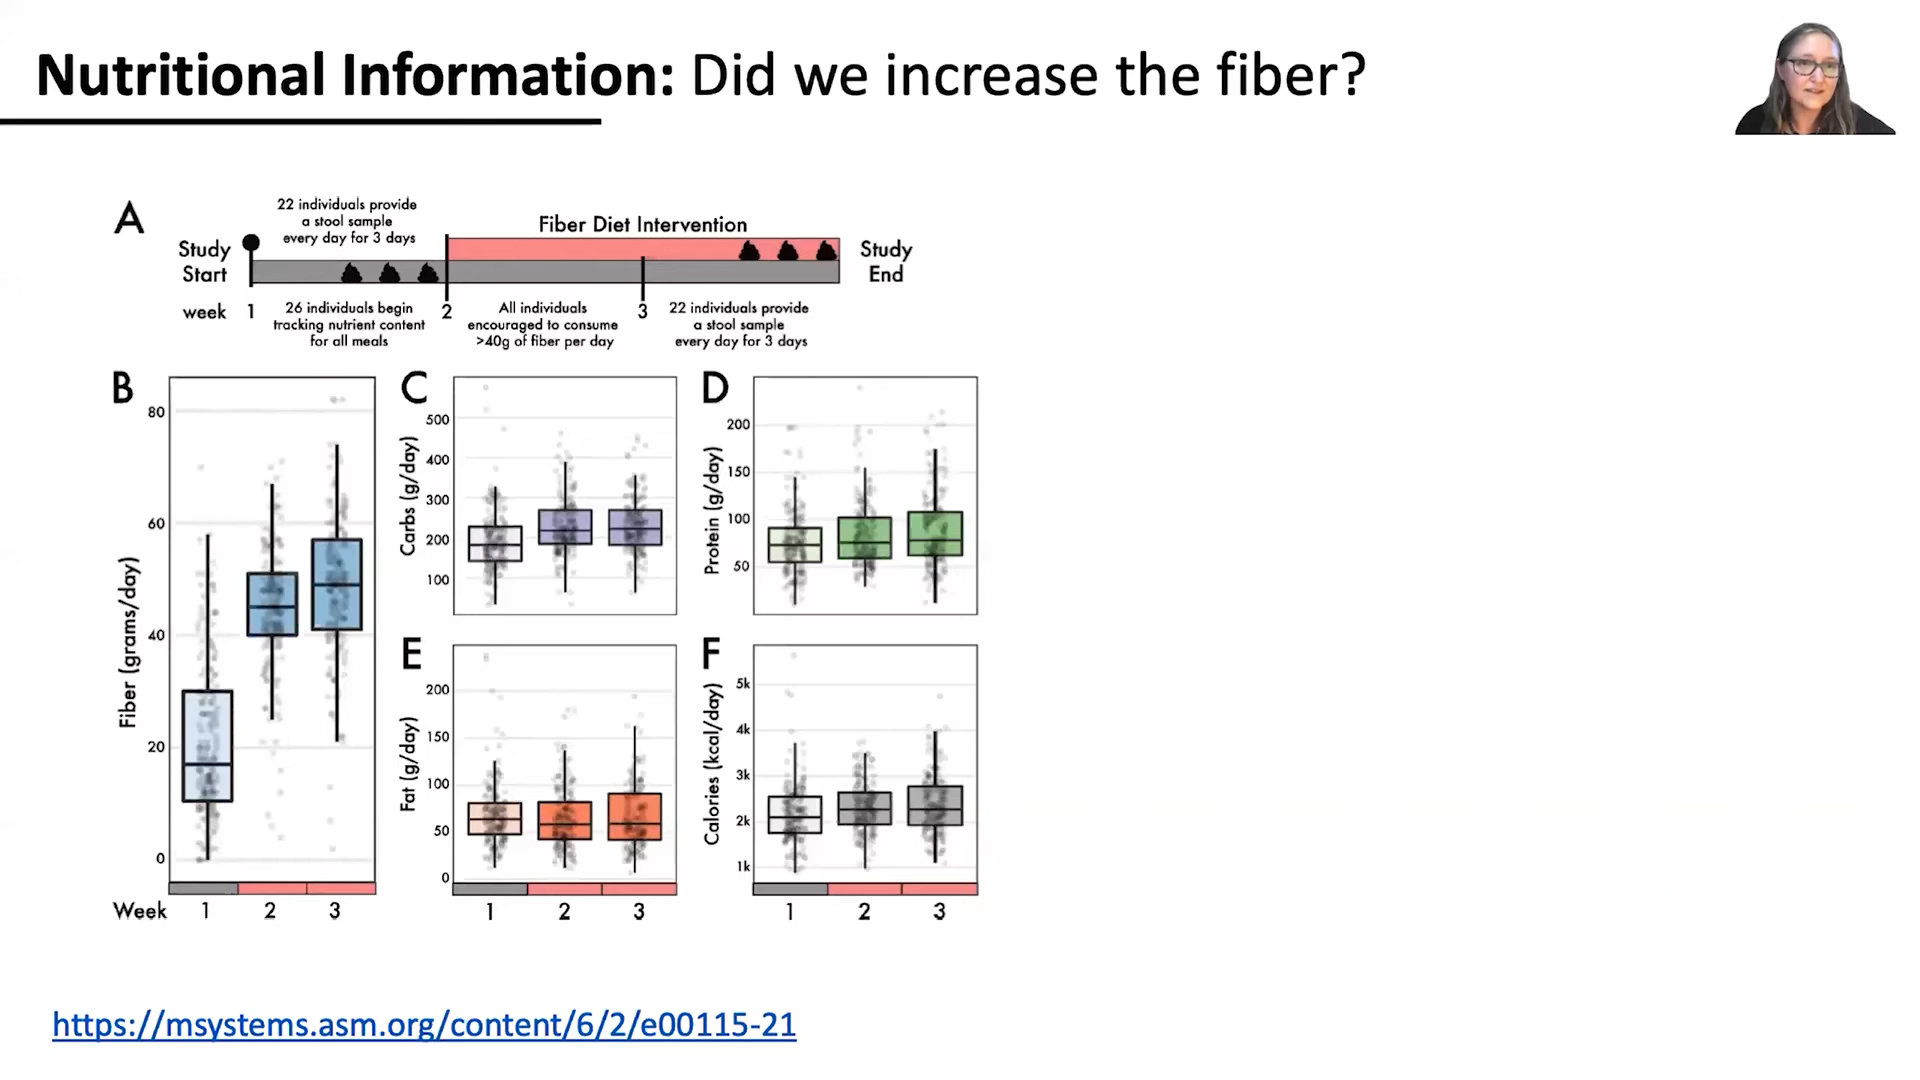 Nutritional Information: Did we increase the fiber?
A
22 individuals provide
a stool sample
every day for 3 days
Fiber Diet Intervention
Study
Start
Study
End
week 1 2 3
26 individuals begin
tracking nutrient content
for all meals
All individuals
encouraged to consume
>40g of fiber per day
22 individuals provide
a stool sample
every day for 3 days
B
Fiber (grams/day)
80
60
40
20
0
Week 1 2 3
C
Carbs (g/day)
500
400
300
200
100
D
Protein (g/day)
200
150
100
50
E
Fat (g/day)
200
150
100
50
0
1 2 3
F
Calories (kcal/day)
5k
4k
3k
2k
1k
1 2 3
https://msystems.asm.org/content/6/2/e00115-21